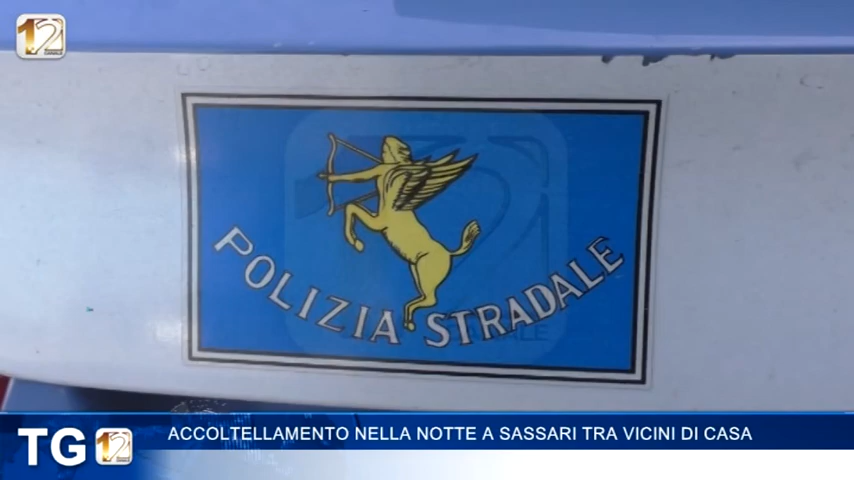 12
POLIZIA STRADALE
TG 12
ACCOLTELLAMENTO NELLA NOTTE A SASSARI TRA VICINI DI CASA